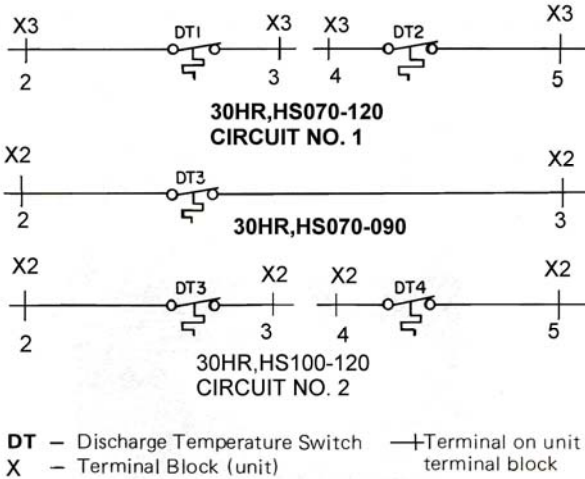 X3 DT1 X3 X3 DT2 X3
2 3 4 5
30HR,HS070-120
CIRCUIT NO. 1
X2 DT3 X2
2 3
30HR,HS070-090
X2 DT3 X2 X2 DT4 X2
2 3 4 5
30HR,HS100-120
CIRCUIT NO. 2
DT – Discharge Temperature Switch
X – Terminal Block (unit)
Terminal on unit
terminal block